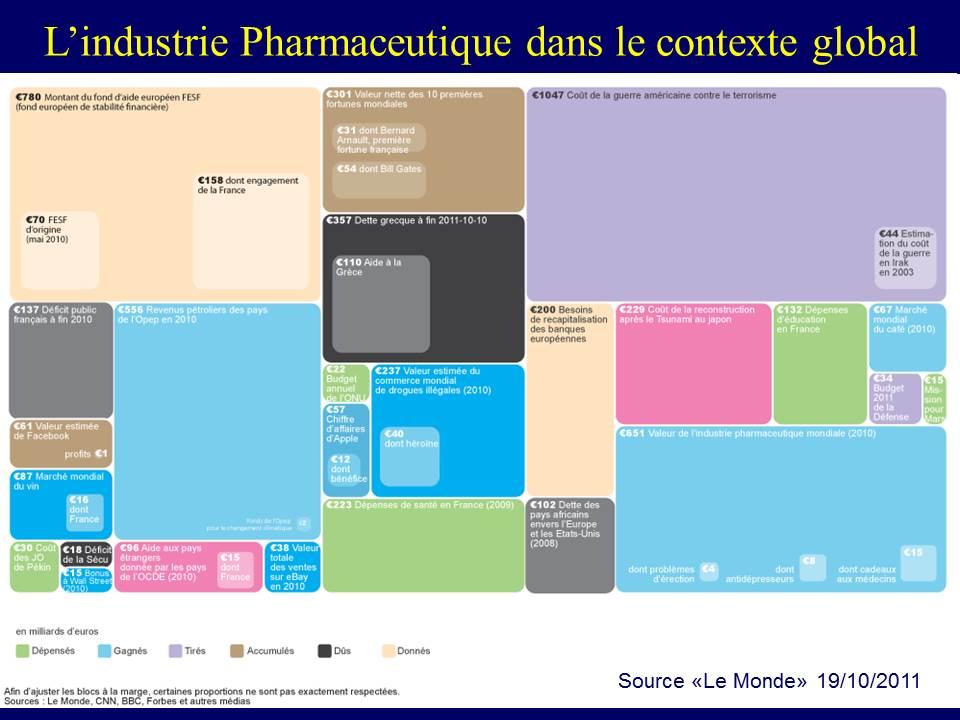 L'industrie Pharmaceutique dans le contexte global
€780 Montant du fond d'aide européen FESF
(fond européen de stabilité financière)
€158 dont engagement
de la France
€70 FESF
d'origine
(mai 2010)
€301 Valeur nette des 10 premières
fortunes mondiales
€31 dont Bernard
Arnault, première
fortune française
€54 dont Bill Gates
€1047 Coût de la guerre américaine contre le terrorisme
€44 Estima-
tion du coût
de la guerre
en Irak
en 2003
€357 Dette grecque à fin 2011-10-10
€110 Aide à la
Grèce
€137 Déficit public
français à fin 2010
€556 Revenus pétroliers des pays
de l'Opep en 2010
Fonds de l'Opep
pour le changement climatique €2
€200 Besoins
de recapitalisation
des banques
européennes
€229 Coût de la reconstruction
après le Tsunami au japon
€132 Dépenses
d'éducation
en France
€67 Marché
mondial
du café (2010)
€34
Budget
2011
de la
Défense
€15
Mis-
sion
pour
Mars
€22
Budget
annuel
de l'ONU
€237 Valeur estimée du
commerce mondial
de drogues illégales (2010)
€40
dont héroïne
€57
Chiffre
d'affaires
d'Apple
€12
dont
bénéfice
€61 Valeur estimée
de Facebook
profits €1
€87 Marché mondial
du vin
€16
dont
France
€651 Valeur de l'industrie pharmaceutique mondiale (2010)
dont problèmes
d'érection
€4
dont
antidépresseurs
€8
dont cadeaux
aux médecins
€15
€223 Dépenses de santé en France (2009)
€102 Dette des
pays africains
envers l'Europe
et les Etats-Unis
(2008)
€30 Coût
des JO
de Pékin
€18 Déficit
de la Sécu
€15 Bonus
à Wall Street
(2010)
€96 Aide aux pays
étrangers
donnée par les pays
de l'OCDE (2010)
€15
dont
France
€38 Valeur
totale
des ventes
sur eBay
en 2010
en milliards d'euros
Dépensés Gagnés Tirés Accumulés Dûs Donnés
Afin d'ajuster les blocs à la marge, certaines proportions ne sont pas exactement respectées.
Sources : Le Monde, CNN, BBC, Forbes et autres médias
Source «Le Monde» 19/10/2011